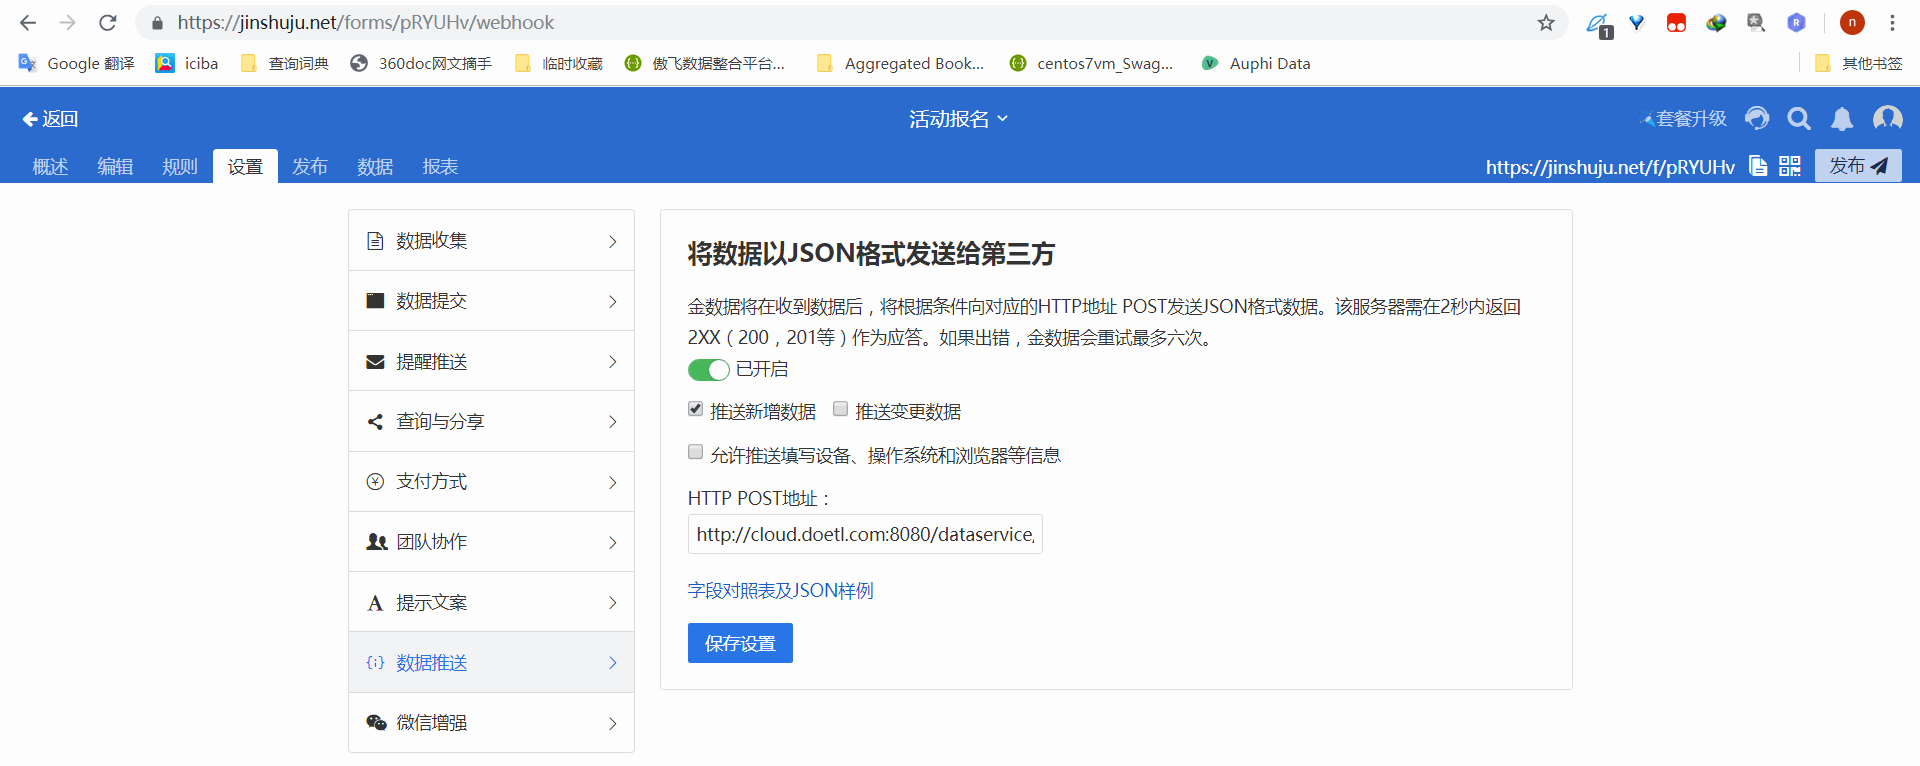 https://jinshuju.net/forms/pRYUHv/webhook
1
n
Google 翻译
iciba
查询词典
360doc网文摘手
临时收藏
傲飞数据整合平台...
Aggregated Book...
centos7vm_Swag...
Auphi Data
其他书签
返回
活动报名
套餐升级
概述
编辑
规则
设置
发布
数据
报表
https://jinshuju.net/f/pRYUHv
发布
数据收集
数据提交
提醒推送
查询与分享
支付方式
团队协作
提示文案
数据推送
微信增强
将数据以JSON格式发送给第三方
金数据将在收到数据后，将根据条件向对应的HTTP地址 POST发送JSON格式数据。该服务器需在2秒内返回
2XX（200，201等）作为应答。如果出错，金数据会重试最多六次。
已开启
推送新增数据
推送变更数据
允许推送填写设备、操作系统和浏览器等信息
HTTP POST地址：
http://cloud.doetl.com:8080/dataservice/
字段对照表及JSON样例
保存设置